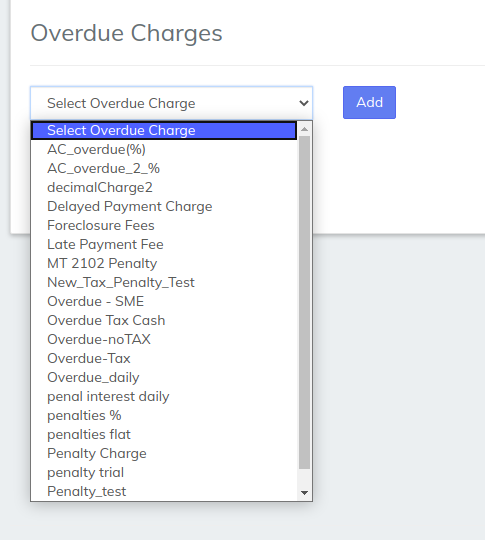 Overdue Charges
Select Overdue Charge
Add
Select Overdue Charge
AC_overdue(%)
AC_overdue_2_%
decimalCharge2
Delayed Payment Charge
Foreclosure Fees
Late Payment Fee
MT 2102 Penalty
New_Tax_Penalty_Test
Overdue - SME
Overdue Tax Cash
Overdue-noTAX
Overdue-Tax
Overdue_daily
penal interest daily
penalties %
penalties flat
Penalty Charge
penalty trial
Penalty_test